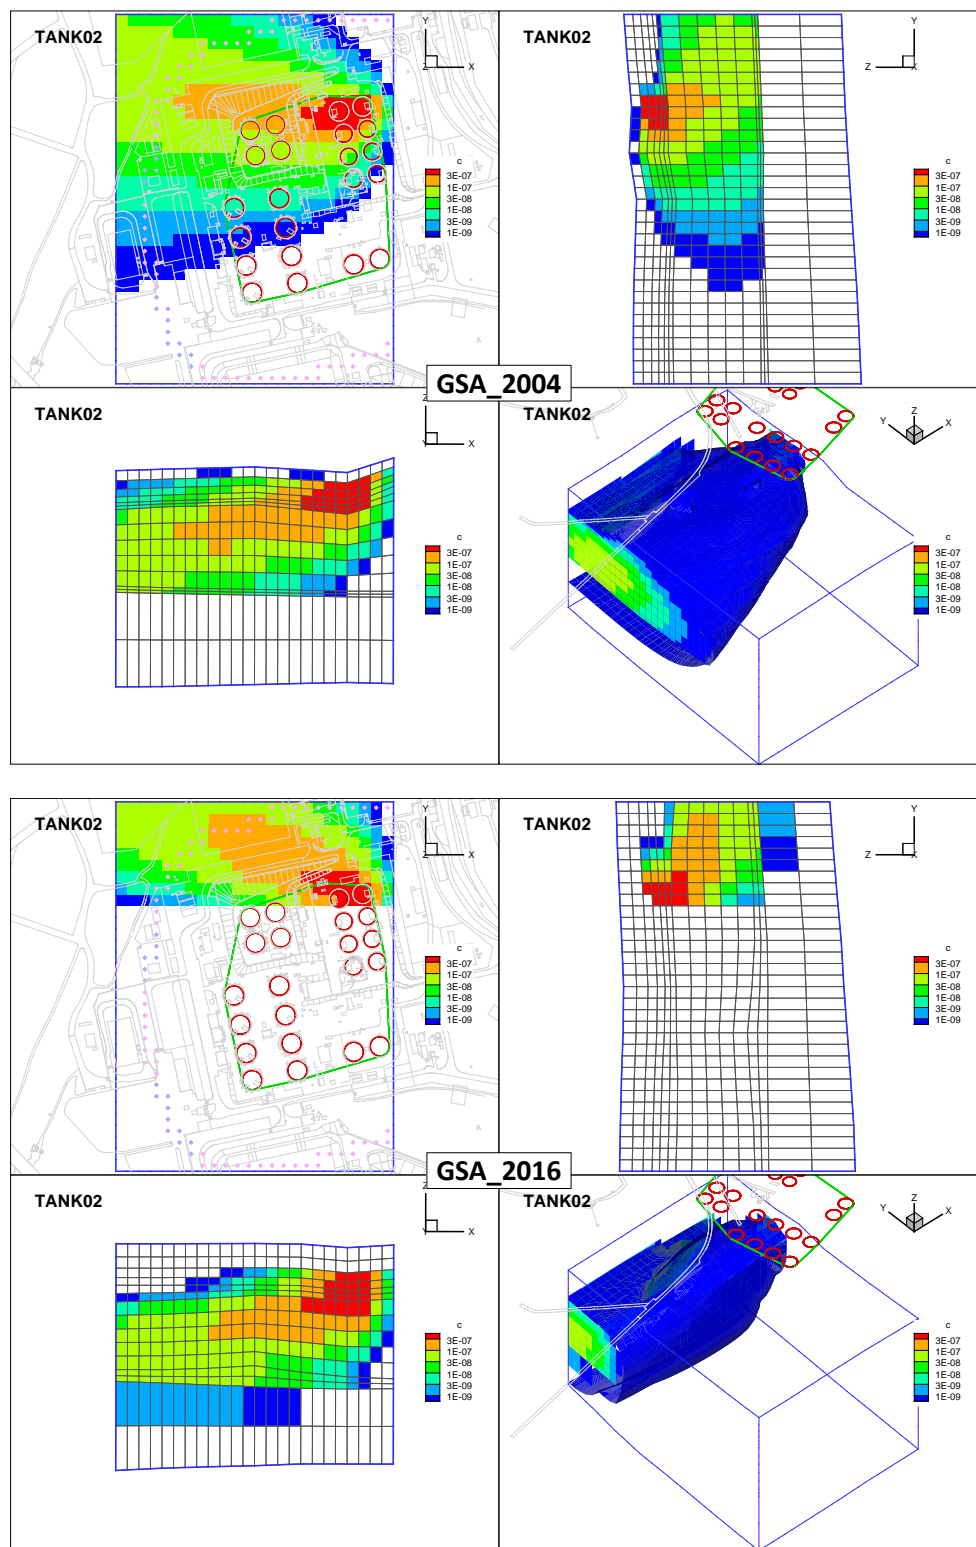 TANK02
Y
Z
X
c
3E-07
1E-07
3E-08
1E-08
3E-09
1E-09
TANK02
Y
Z
X
c
3E-07
1E-07
3E-08
1E-08
3E-09
1E-09
GSA_2004
TANK02
Z
Y
X
c
3E-07
1E-07
3E-08
1E-08
3E-09
1E-09
TANK02
Z
Y
X
c
3E-07
1E-07
3E-08
1E-08
3E-09
1E-09
TANK02
Y
Z
X
c
3E-07
1E-07
3E-08
1E-08
3E-09
1E-09
TANK02
Y
Z
X
c
3E-07
1E-07
3E-08
1E-08
3E-09
1E-09
GSA_2016
TANK02
Z
Y
X
c
3E-07
1E-07
3E-08
1E-08
3E-09
1E-09
TANK02
Z
Y
X
c
3E-07
1E-07
3E-08
1E-08
3E-09
1E-09